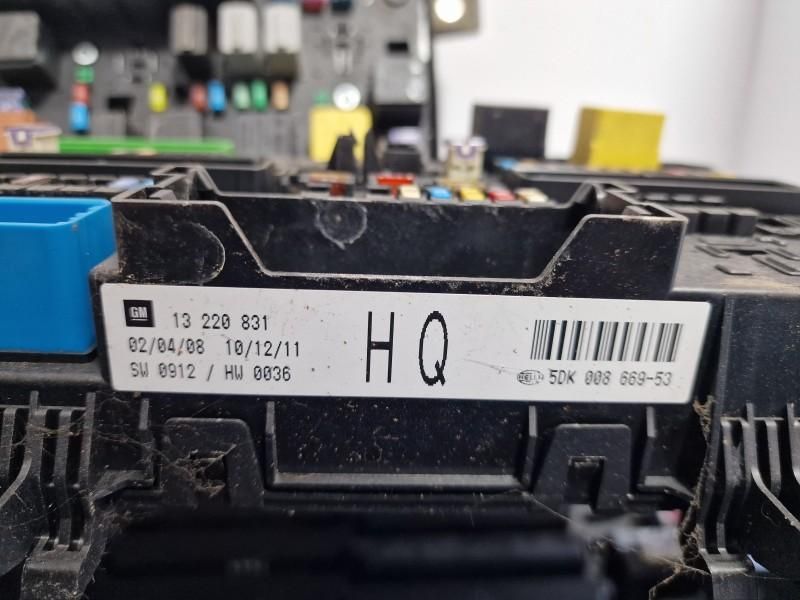 GM 13 220 831
02/04/08 10/12/11
SW 0912 / HW 0036
HQ
HELLA 5DK 008 669-53